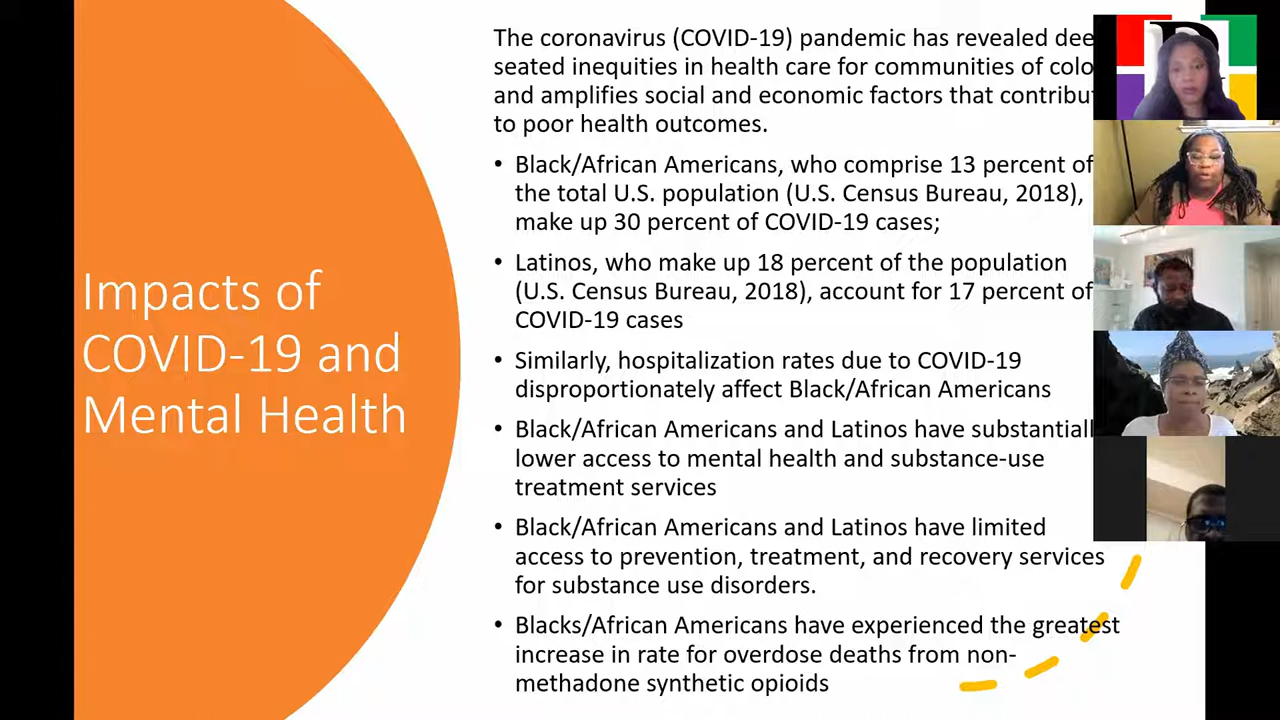 The coronavirus (COVID-19) pandemic has revealed
seated inequities in health care for communities of
and amplifies social and economic factors that
to poor health outcomes.
• Black/African Americans, who comprise 13 percent of
the total U.S. population (U.S. Census Bureau, 2018),
make up 30 percent of COVID-19 cases;
• Latinos, who make up 18 percent of the population
(U.S. Census Bureau, 2018), account for 17 percent of
COVID-19 cases
• Similarly, hospitalization rates due to COVID-19
disproportionately affect Black/African Americans
• Black/African Americans and Latinos have
lower access to mental health and substance-use
treatment services
• Black/African Americans and Latinos have limited
access to prevention, treatment, and recovery services
for substance use disorders.
• Blacks/African Americans have experienced the greatest
increase in rate for overdose deaths from non-
methadone synthetic opioids
Impacts of
COVID-19 and
Mental Health